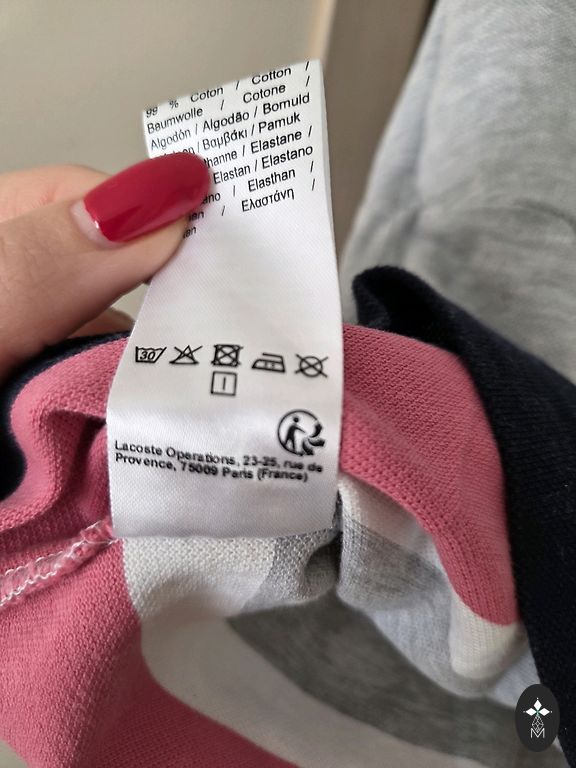 99 % Coton / Cotton /
Baumwolle / Cotone /
Algodón / Algodão / Bomuld
/ Βαμβάκι / Pamuk
/ Elastane /
Elastan / Elastano
/ Elasthan /
/ Ελαστάνη /
30
Lacoste Operations, 23-25, rue de
Provence, 75009 Paris (France)
M